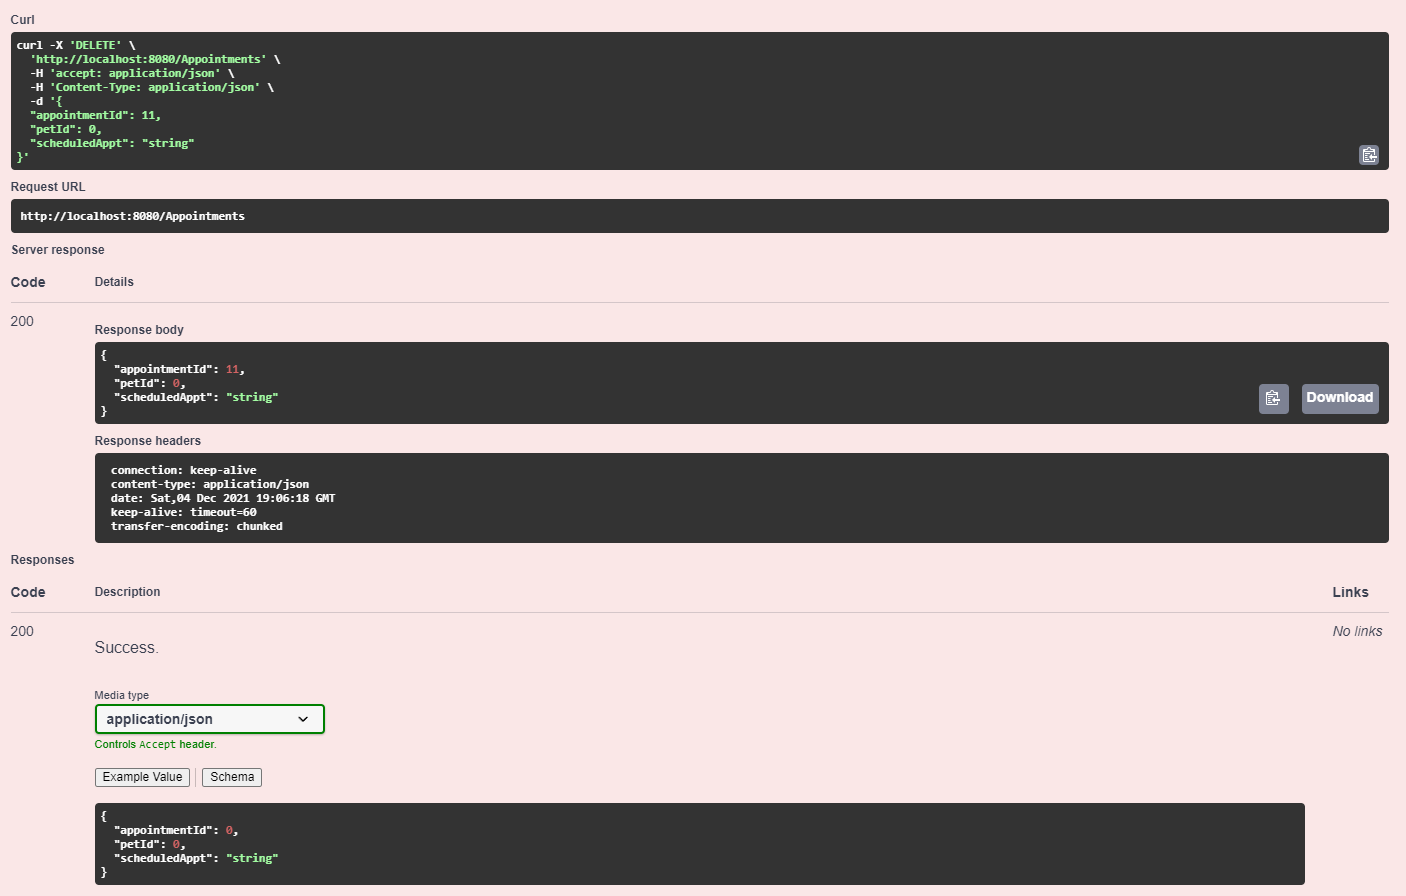 Curl
curl -X 'DELETE' \
  'http://localhost:8080/Appointments' \
  -H 'accept: application/json' \
  -H 'Content-Type: application/json' \
  -d '{
  "appointmentId": 11,
  "petId": 0,
  "scheduledAppt": "string"
}'
Request URL
http://localhost:8080/Appointments
Server response
Code Details
200
Response body
{
  "appointmentId": 11,
  "petId": 0,
  "scheduledAppt": "string"
}
Download
Response headers
connection: keep-alive
content-type: application/json
date: Sat,04 Dec 2021 19:06:18 GMT
keep-alive: timeout=60
transfer-encoding: chunked
Responses
Code Description Links
200 No links
Success.
Media type
application/json
Controls Accept header.
Example Value Schema
{
  "appointmentId": 0,
  "petId": 0,
  "scheduledAppt": "string"
}